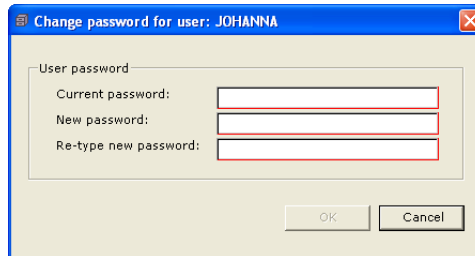 Change password for user: JOHANNA
User password
Current password:
New password:
Re-type new password:
OK
Cancel